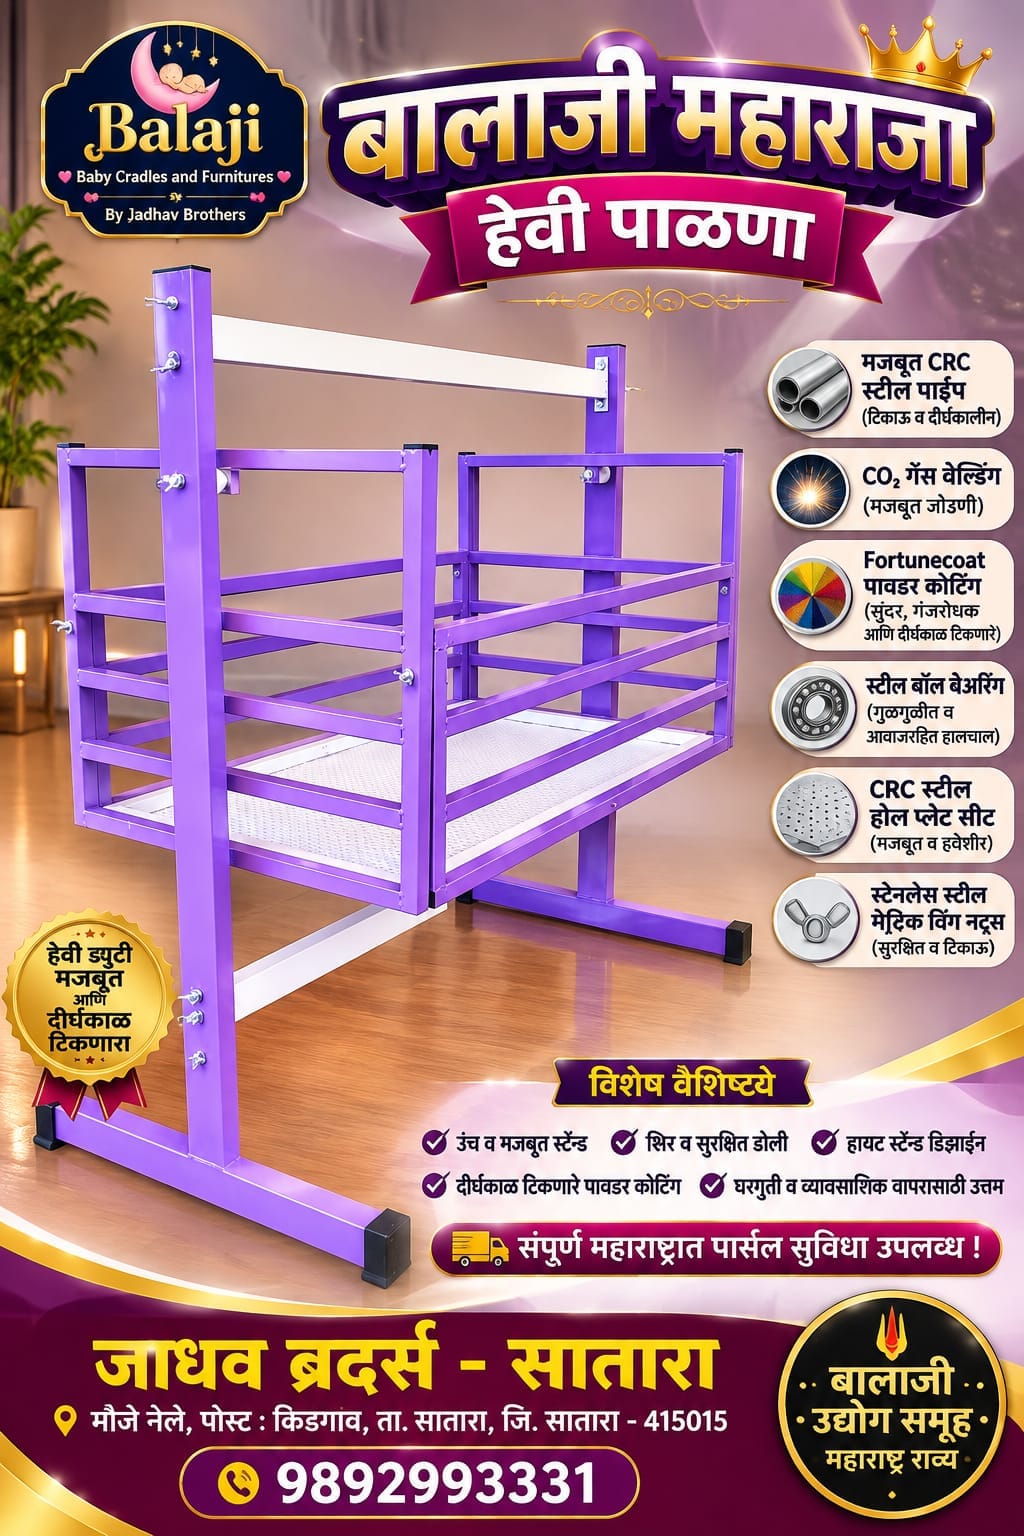 Balaji
Baby Cradles and Furnitures
By Jadhav Brothers
बालाजी महाराजा
हेवी पाळणा
मजबूत CRC
स्टील पाईप
(टिकाऊ व दीर्घकालीन)
CO₂ गॅस वेल्डिंग
(मजबूत जोडणी)
Fortunecoat
पावडर कोटिंग
(सुंदर, गंजरोधक
आणि दीर्घकाळ टिकणारे)
स्टील बॉल बेअरिंग
(गुळगुळीत व
आवाजरहित हालचाल)
CRC स्टील
होल प्लेट सीट
(मजबूत व हवेशीर)
स्टेनलेस स्टील
मेट्रिक विंग नट्स
(सुरक्षित व टिकाऊ)
हेवी ड्युटी
मजबूत
आणि
दीर्घकाळ
टिकणारा
विशेष वैशिष्ट्ये
उंच व मजबूत स्टॅन्ड
शिर व सुरक्षित डोली
हायट स्टॅन्ड डिझाईन
दीर्घकाळ टिकणारे पावडर कोटिंग
घरगुती व व्यावसाशिक वापरासाठी उत्तम
संपूर्ण महाराष्ट्रात पार्सल सुविधा उपलब्ध !
जाधव ब्रदर्स - सातारा
मौजे नेले, पोस्ट : किडगांव, ता. सातारा, जि. सातारा - 415015
9892993331
बालाजी
उद्योग समूह
महाराष्ट्र राव्य